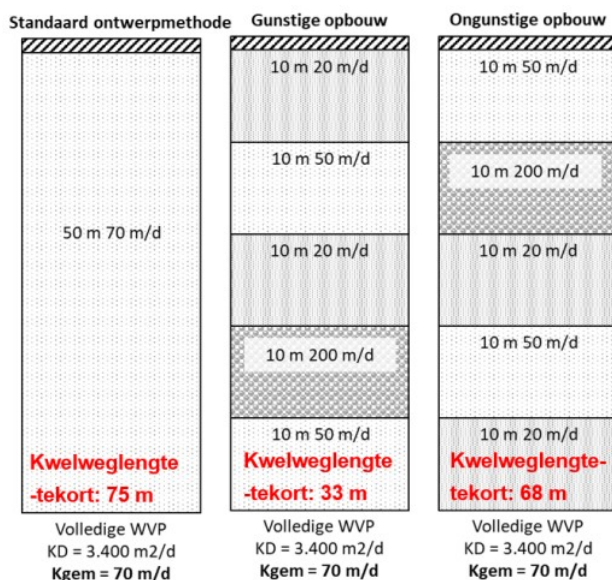 Standaard ontwerpmethode
50 m 70 m/d
Kwelweglengte
-tekort: 75 m
Volledige WVP
KD = 3.400 m2/d
Kgem = 70 m/d
Gunstige opbouw
10 m 20 m/d
10 m 50 m/d
10 m 20 m/d
10 m 200 m/d
10 m 50 m/d
Kwelweglengte
-tekort: 33 m
Volledige WVP
KD = 3.400 m2/d
Kgem = 70 m/d
Ongunstige opbouw
10 m 50 m/d
10 m 200 m/d
10 m 20 m/d
10 m 50 m/d
10 m 20 m/d
Kwelweglengte-
tekort: 68 m
Volledige WVP
KD = 3.400 m2/d
Kgem = 70 m/d